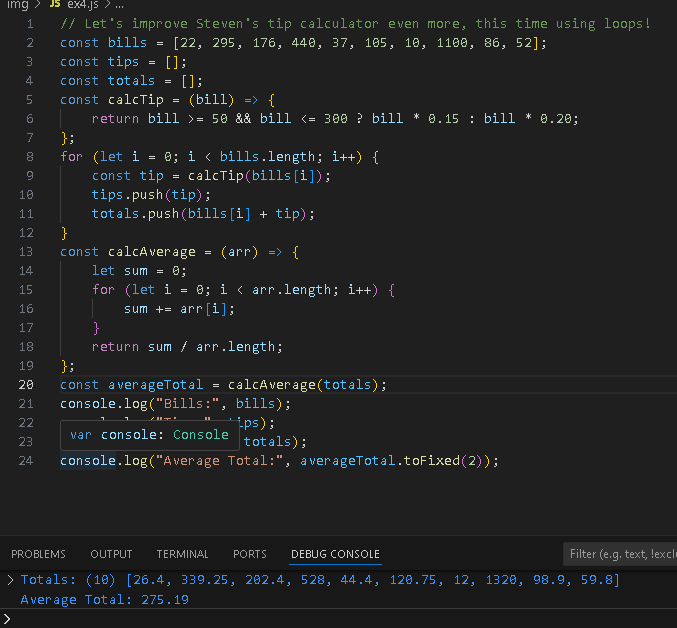 img > JS ex4.js > ...
1 // Let's improve Steven's tip calculator even more, this time using loops!
2 const bills = [22, 295, 176, 440, 37, 105, 10, 1100, 86, 52];
3 const tips = [];
4 const totals = [];
5 const calcTip = (bill) => {
6 return bill >= 50 && bill <= 300 ? bill * 0.15 : bill * 0.20;
7 };
8 for (let i = 0; i < bills.length; i++) {
9 const tip = calcTip(bills[i]);
10 tips.push(tip);
11 totals.push(bills[i] + tip);
12 }
13 const calcAverage = (arr) => {
14 let sum = 0;
15 for (let i = 0; i < arr.length; i++) {
16 sum += arr[i];
17 }
18 return sum / arr.length;
19 };
20 const averageTotal = calcAverage(totals);
21 console.log("Bills:", bills);
22 tips);
var console: Console
23 totals);
24 console.log("Average Total:", averageTotal.toFixed(2));
PROBLEMS OUTPUT TERMINAL PORTS DEBUG CONSOLE Filter (e.g. text, !exclu
> Totals: (10) [26.4, 339.25, 202.4, 528, 44.4, 120.75, 12, 1320, 98.9, 59.8]
Average Total: 275.19
>